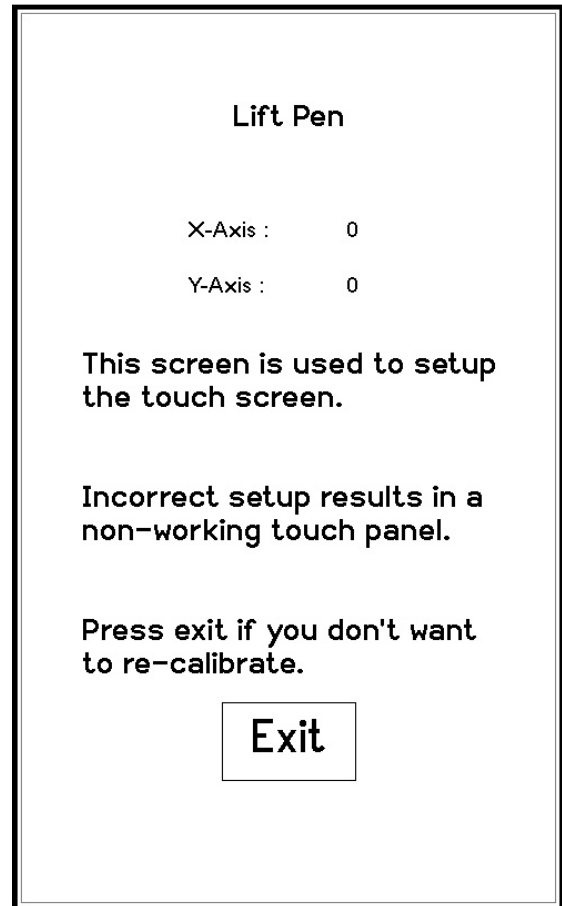 Lift Pen
X-Axis : 0
Y-Axis : 0
This screen is used to setup
the touch screen.
Incorrect setup results in a
non-working touch panel.
Press exit if you don't want
to re-calibrate.
Exit